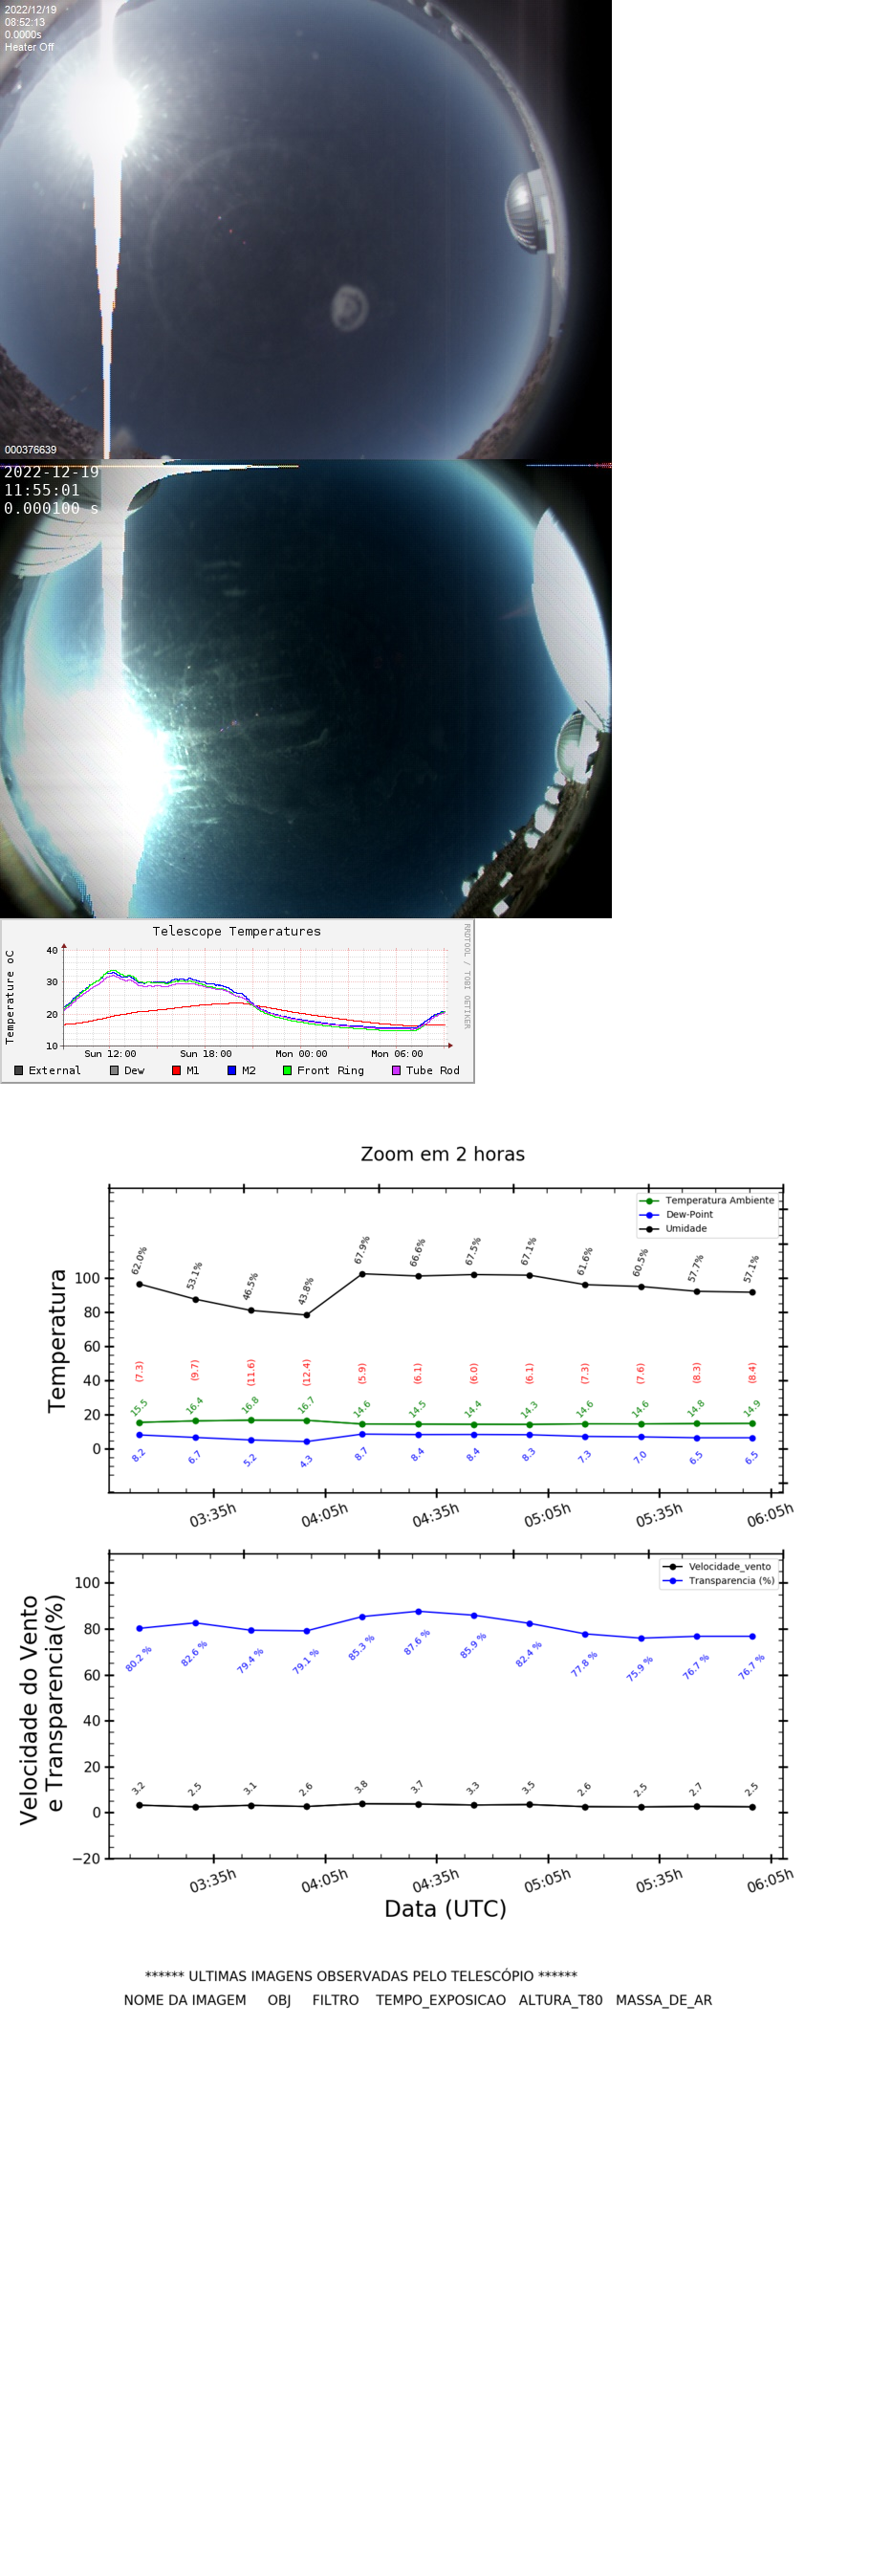 2022/12/19
08:52:13
0.0000s
Heater Off
000376639
2022-12-19
11:55:01
0.000100 s
Telescope Temperatures
RRDTOOL / TOBI OETIKER
Temperature oC
40
30
20
10
Sun 12:00 Sun 18:00 Mon 00:00 Mon 06:00
External Dew M1 M2 Front Ring Tube Rod
Zoom em 2 horas
Temperatura Ambiente
Dew-Point
Umidade
Temperatura
100
80
60
40
20
0
62.0% 53.1% 46.5% 43.8% 67.9% 66.6% 67.5% 67.1% 61.6% 60.5% 57.7% 57.1%
(7.3) (9.7) (11.6) (12.4) (5.9) (6.1) (6.0) (6.1) (7.3) (7.6) (8.3) (8.4)
15.5 16.4 16.8 16.7 14.6 14.5 14.4 14.3 14.6 14.6 14.8 14.9
8.2 6.7 5.2 4.3 8.7 8.4 8.4 8.3 7.3 7.0 6.5 6.5
03:35h 04:05h 04:35h 05:05h 05:35h 06:05h
Velocidade_vento
Transparencia (%)
Velocidade do Vento
e Transparencia(%)
100
80
60
40
20
0
−20
80.2 % 82.6 % 79.4 % 79.1 % 85.3 % 87.6 % 85.9 % 82.4 % 77.8 % 75.9 % 76.7 % 76.7 %
3.2 2.5 3.1 2.6 3.8 3.7 3.3 3.5 2.6 2.5 2.7 2.5
03:35h 04:05h 04:35h 05:05h 05:35h 06:05h
Data (UTC)
****** ULTIMAS IMAGENS OBSERVADAS PELO TELESCÓPIO ******
NOME DA IMAGEM OBJ FILTRO TEMPO_EXPOSICAO ALTURA_T80 MASSA_DE_AR